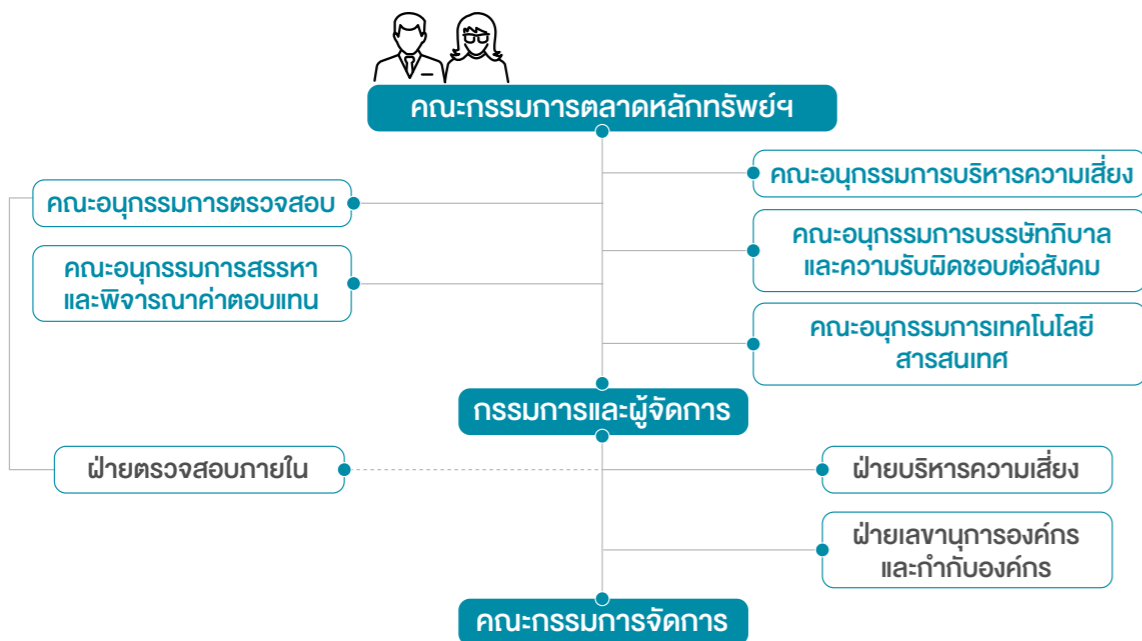 คณะกรรมการตลาดหลักทรัพย์ฯ
คณะอนุกรรมการบริหารความเสี่ยง
คณะอนุกรรมการตรวจสอบ
คณะอนุกรรมการบรรษัทภิบาล
และความรับผิดชอบต่อสังคม
คณะอนุกรรมการสรรหา
และพิจารณาค่าตอบแทน
คณะอนุกรรมการเทคโนโลยี
สารสนเทศ
กรรมการและผู้จัดการ
ฝ่ายตรวจสอบภายใน
ฝ่ายบริหารความเสี่ยง
ฝ่ายเลขานุการองค์กร
และกำกับองค์กร
คณะกรรมการจัดการ